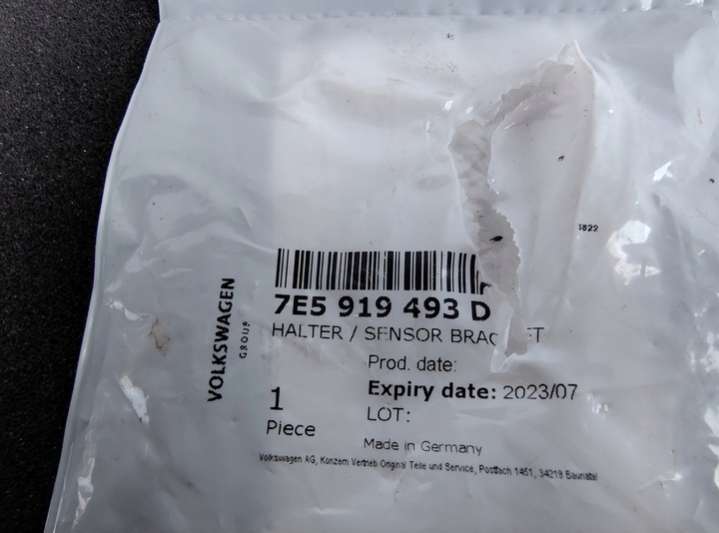 6822
7E5 919 493 D
HALTER / SENSOR BRAC ET
Prod. date:
Expiry date: 2023/07
LOT:
1
Piece
Made in Germany
Volkswagen AG, Konzern Vertrieb Original Teile und Service, Postfach 1451, 34219 Baunatal
VOLKSWAGEN
GROUP